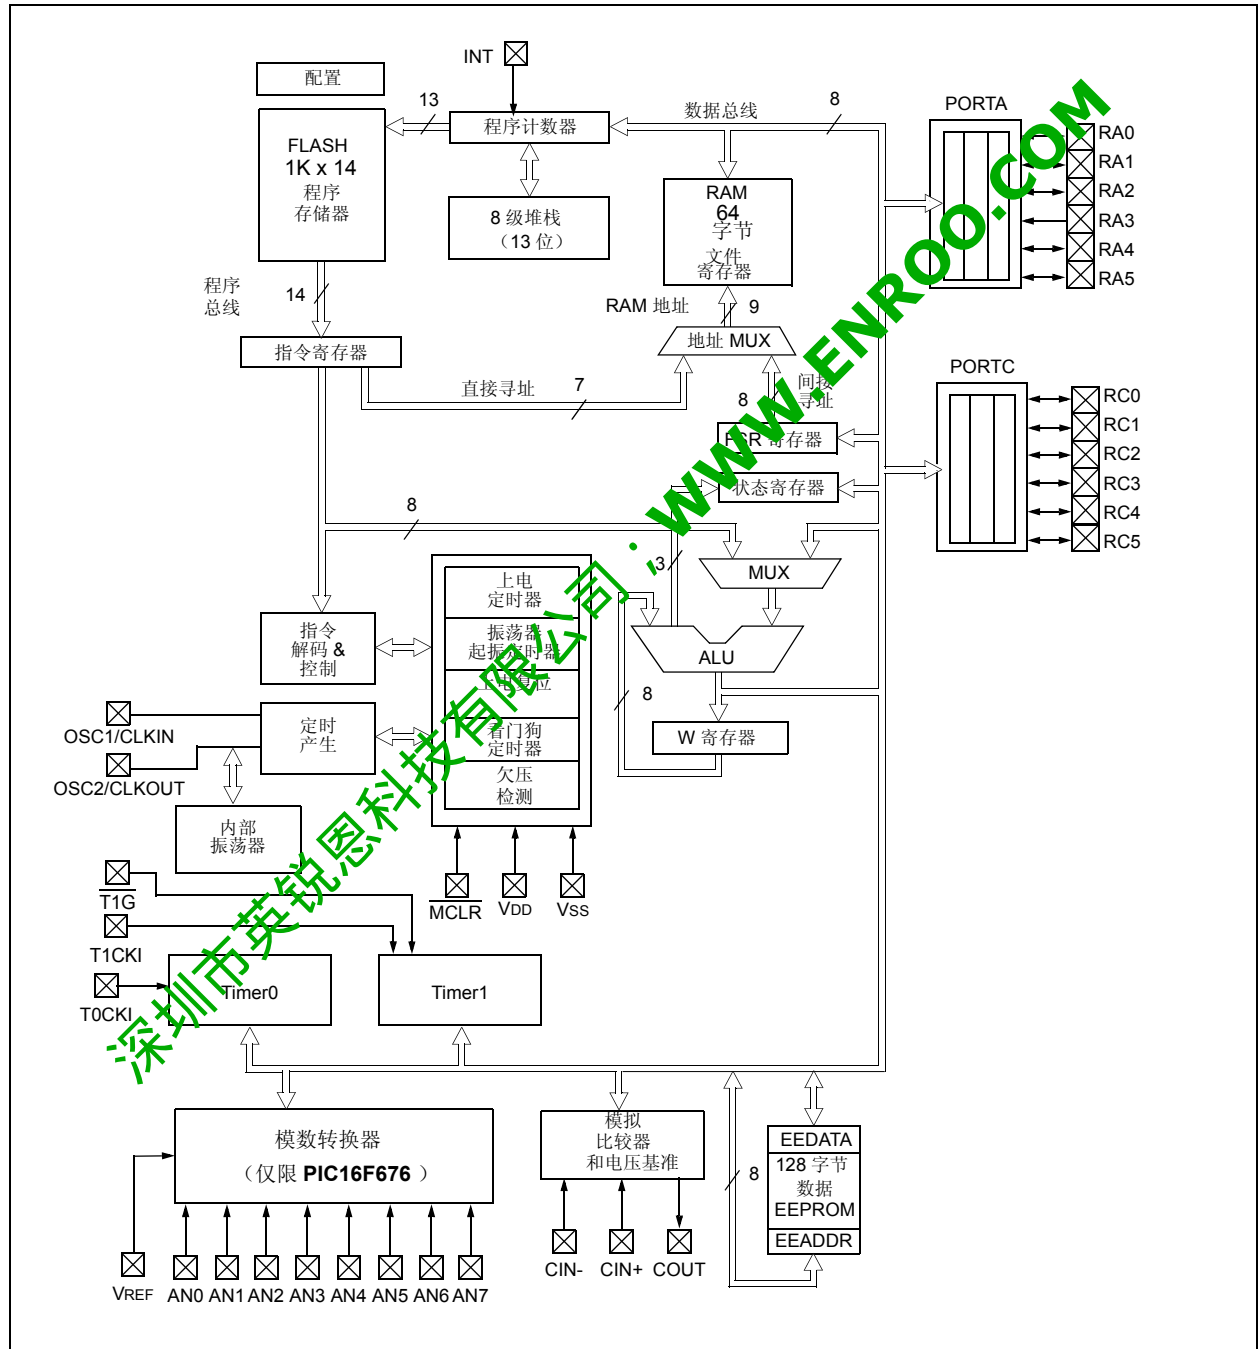 INT
配置
13
程序计数器
数据总线
8
PORTA
FLASH
1K x 14
程序
存储器
8 级堆栈
（13 位）
RAM
64
字节
文件
寄存器
RA0
RA1
RA2
RA3
RA4
RA5
程序
总线
14
RAM 地址
9
指令寄存器
地址 MUX
直接寻址
7
8
间接
寻址
FSR 寄存器
状态寄存器
PORTC
RC0
RC1
RC2
RC3
RC4
RC5
8
3
MUX
ALU
8
W 寄存器
上电
定时器
振荡器
起振定时器
上电复位
看门狗
定时器
欠压
检测
指令
解码 &
控制
OSC1/CLKIN
定时
产生
OSC2/CLKOUT
内部
振荡器
T1G
MCLR
VDD
VSS
T1CKI
T0CKI
Timer0
Timer1
模数转换器
（仅限 PIC16F676 ）
模拟
比较器
和电压基准
8
EEDATA
128 字节
数据
EEPROM
EEADDR
VREF
AN0 AN1 AN2 AN3 AN4 AN5 AN6 AN7
CIN- CIN+ COUT
深圳市英锐恩科技有限公司；WWW.ENROO.COM